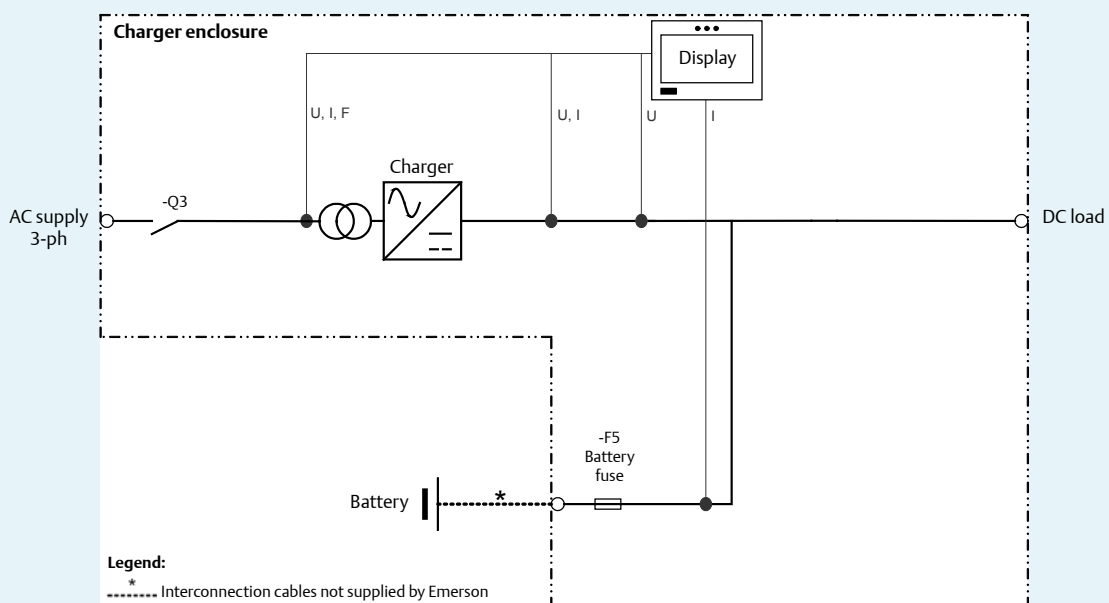 Charger enclosure
Display
U, I, F
U, I
U
I
Charger
-Q3
AC supply
3-ph
DC load
-F5
Battery
fuse
Battery
*
Legend:
*
Interconnection cables not supplied by Emerson